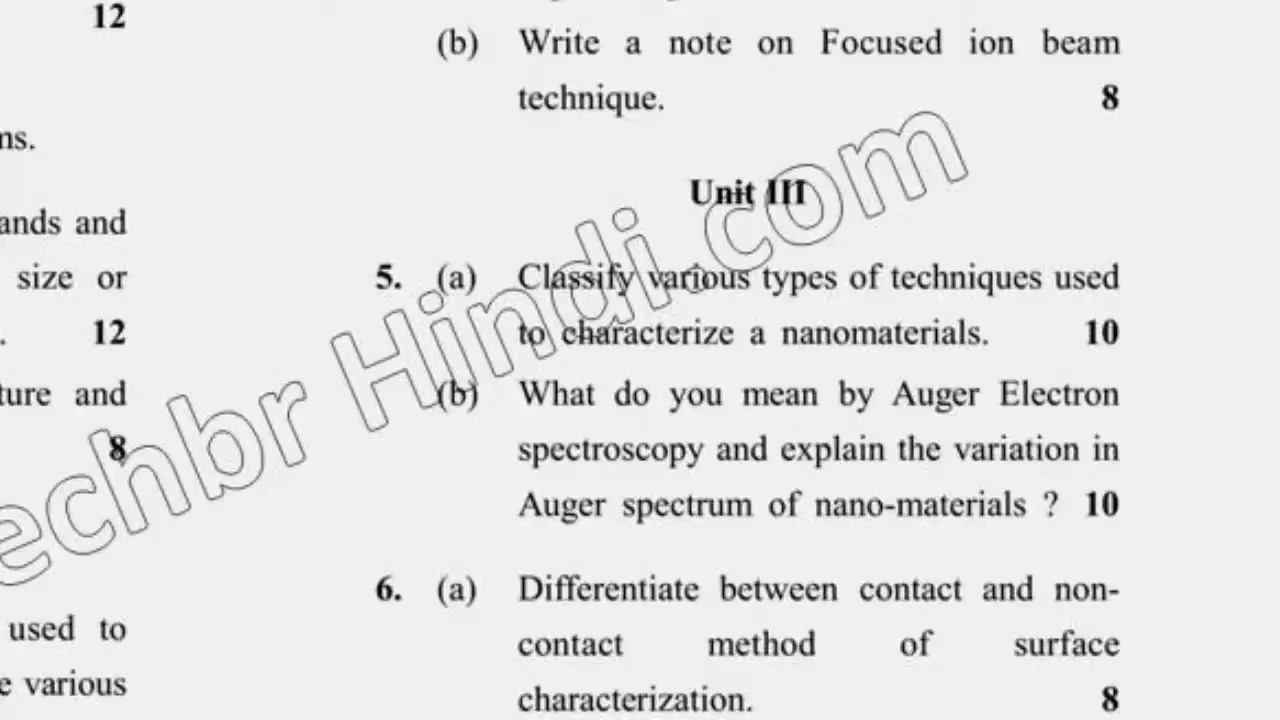 12
ns.
ands and
size or
. 12
ture and
8
used to
e various
(b) Write a note on Focused ion beam
technique. 8
Unit III
5. (a) Classify various types of techniques used
to characterize a nanomaterials. 10
(b) What do you mean by Auger Electron
spectroscopy and explain the variation in
Auger spectrum of nano-materials ? 10
6. (a) Differentiate between contact and non-
contact method of surface
characterization. 8
echbr Hindi.com